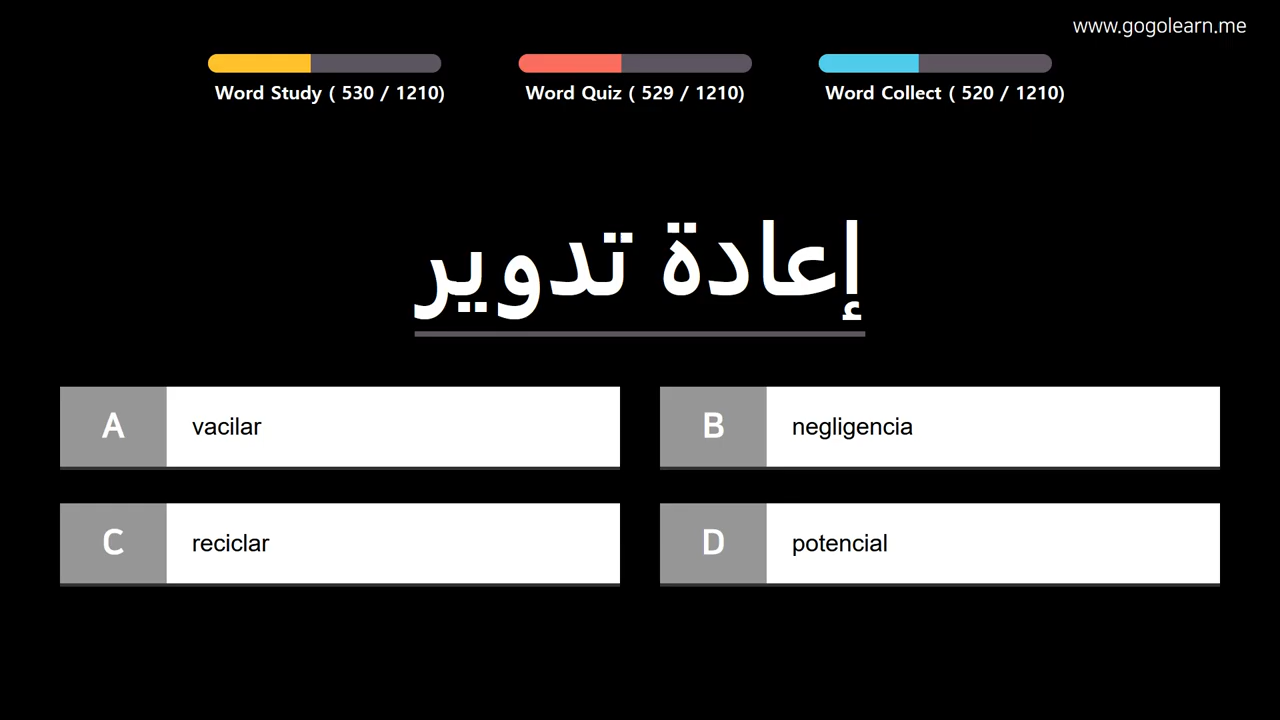 www.gogolearn.me
Word Study ( 530 / 1210)
Word Quiz ( 529 / 1210)
Word Collect ( 520 / 1210)
إعادة تدوير
A vacilar
B negligencia
C reciclar
D potencial